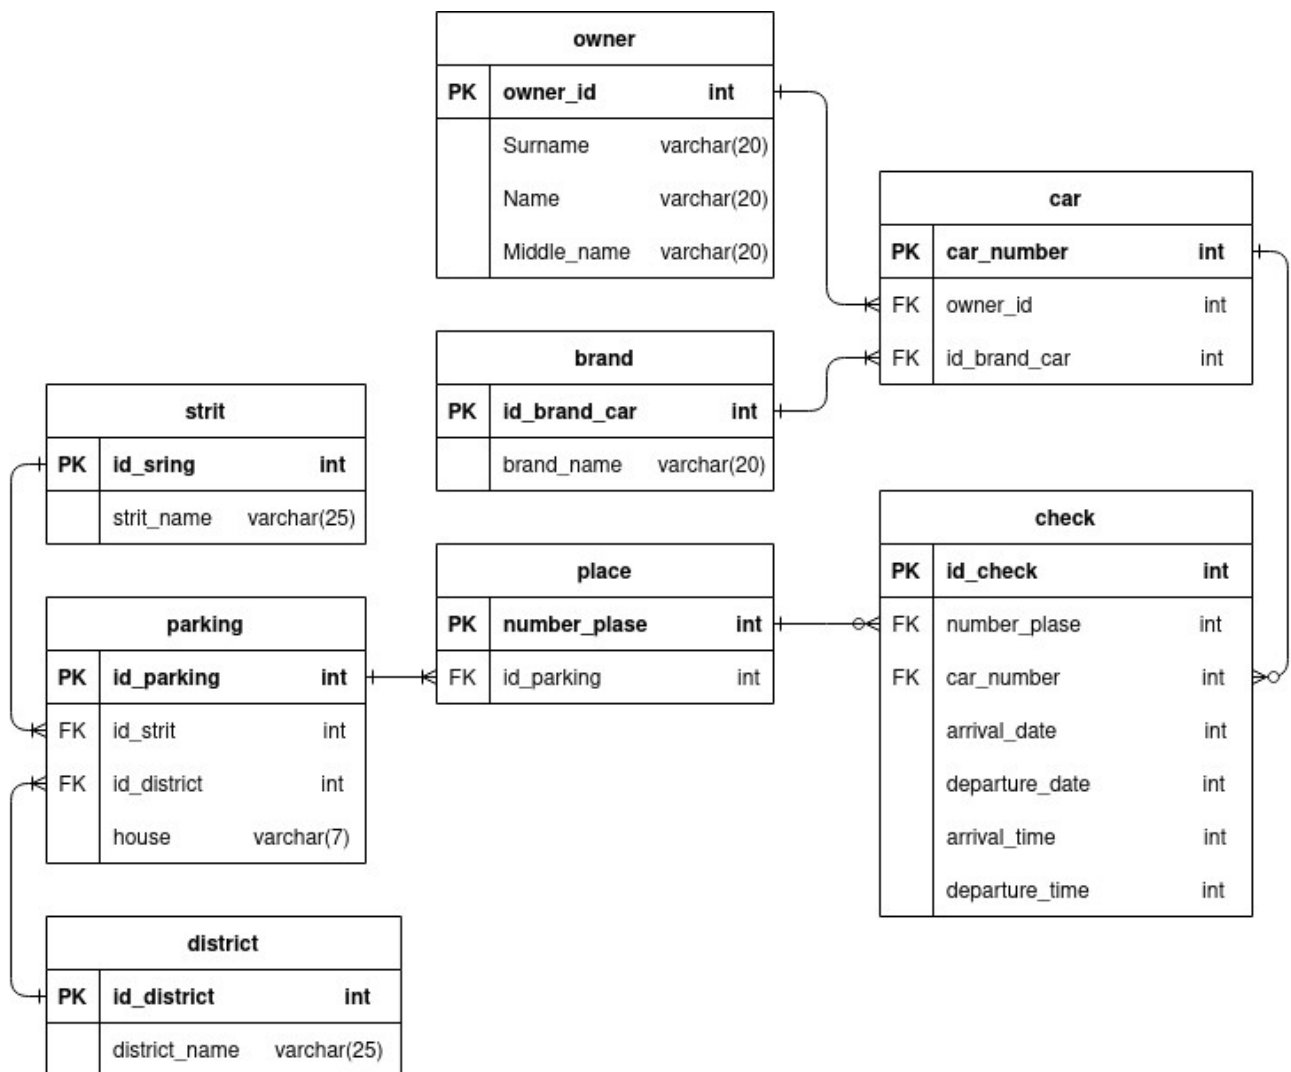 owner
PK owner_id int
Surname varchar(20)
Name varchar(20)
Middle_name varchar(20)
car
PK car_number int
FK owner_id int
FK id_brand_car int
brand
PK id_brand_car int
brand_name varchar(20)
strit
PK id_sring int
strit_name varchar(25)
check
PK id_check int
FK number_plase int
FK car_number int
arrival_date int
departure_date int
arrival_time int
departure_time int
place
PK number_plase int
FK id_parking int
parking
PK id_parking int
FK id_strit int
FK id_district int
house varchar(7)
district
PK id_district int
district_name varchar(25)